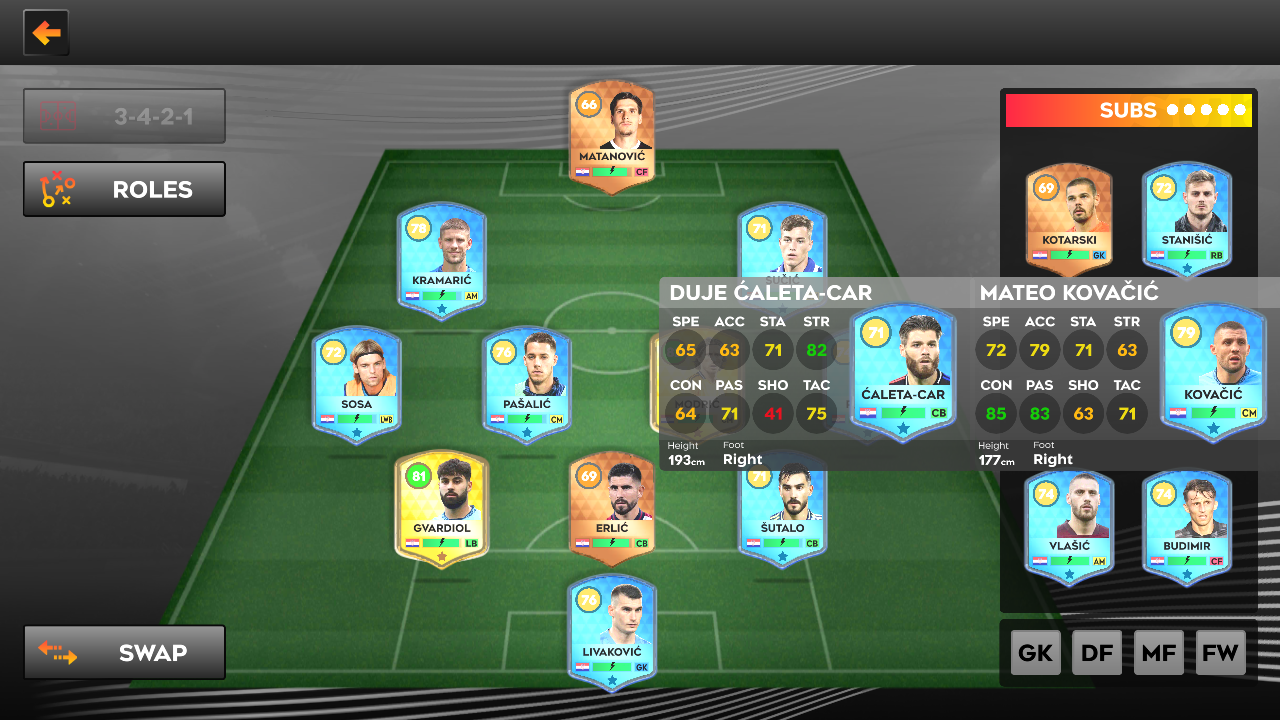 3-4-2-1
ROLES
SUBS
66
MATANOVIĆ
CF
78
KRAMARIĆ
AM
71
SUČIĆ
69
KOTARSKI
GK
72
STANIŠIĆ
RB
72
SOSA
LWB
76
PAŠALIĆ
CM
MODRIĆ
DUJE ĆALETA-CAR
SPE ACC STA STR
65 63 71 82
CON PAS SHO TAC
64 71 41 75
Height Foot
193cm Right
71
ĆALETA-CAR
CB
MATEO KOVAČIĆ
SPE ACC STA STR
72 79 71 63
CON PAS SHO TAC
85 83 63 71
Height Foot
177cm Right
79
KOVAČIĆ
CM
81
GVARDIOL
LB
69
ERLIĆ
CB
71
ŠUTALO
CB
74
VLAŠIĆ
AM
74
BUDIMIR
CF
76
LIVAKOVIĆ
GK
SWAP
GK DF MF FW